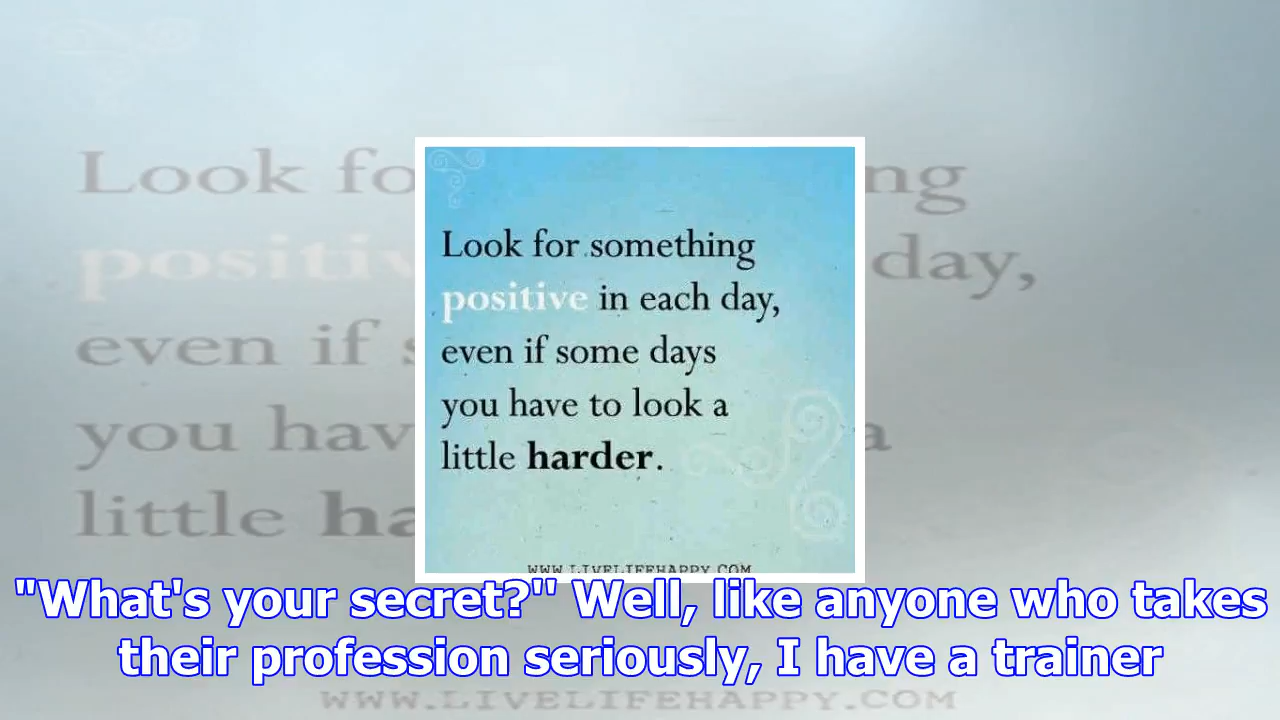 Look for something
positive in each day,
even if some days
you have to look a
little harder.
WWW.LIVELIFEHAPPY.COM
"What's your secret?" Well, like anyone who takes
their profession seriously, I have a trainer
WWW.LIVELIFEHAPPY.COM